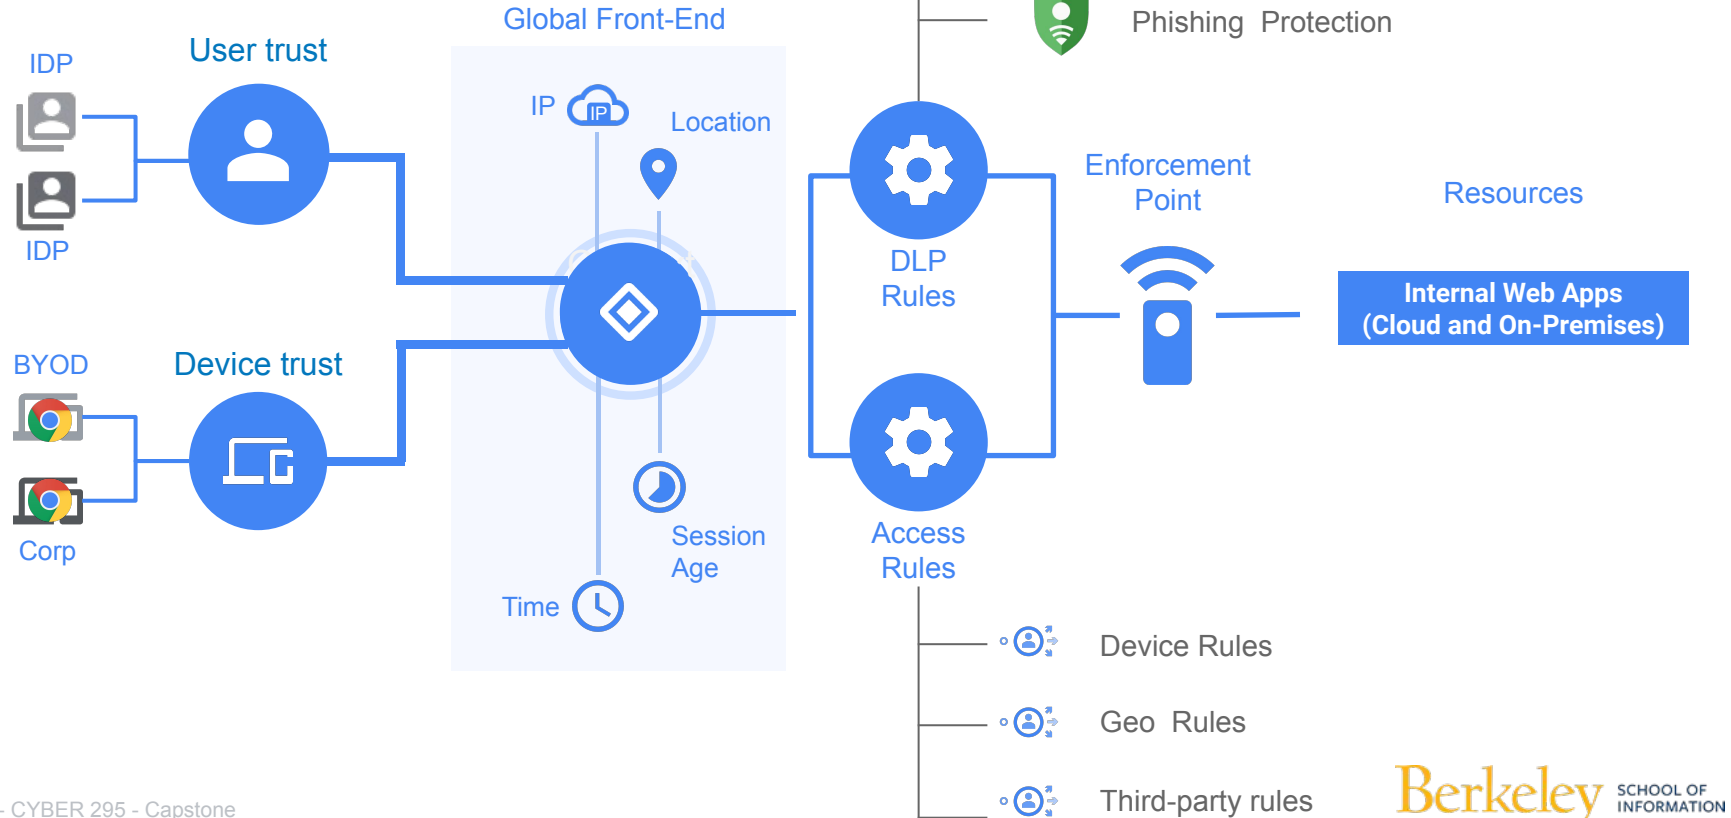 Global Front-End
Phishing Protection
User trust
IDP
IDP
IP
IP
Location
DLP
Rules
Enforcement
Point
Resources
Internal Web Apps
(Cloud and On-Premises)
BYOD
Device trust
Corp
Session
Age
Time
Access
Rules
Device Rules
Geo Rules
Third-party rules
- CYBER 295 - Capstone
Berkeley
SCHOOL OF
INFORMATION